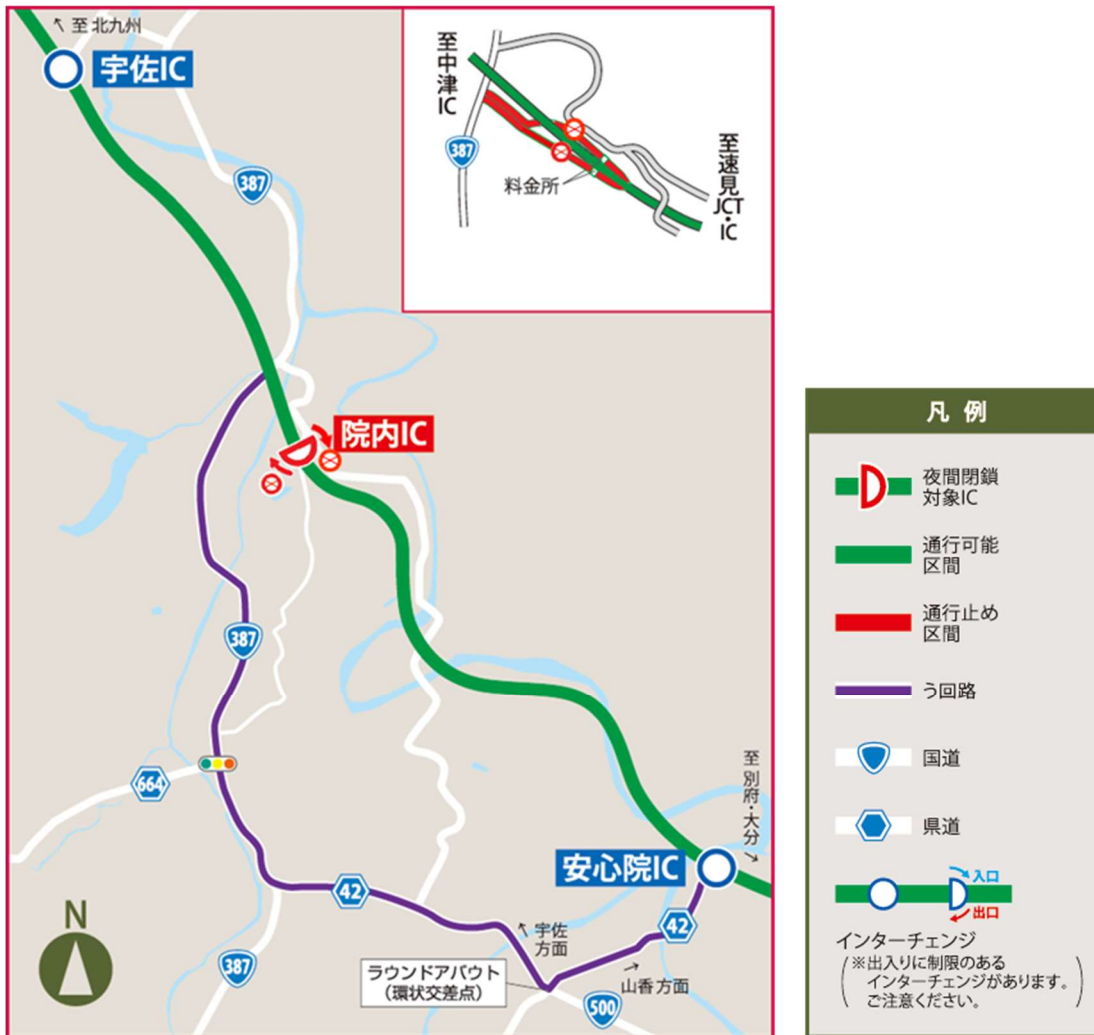 ↖ 至 北九州
宇佐IC
387
至中津IC
387
料金所
至速見JCT・IC
院内IC
387
664
42
387
ラウンドアバウト
(環状交差点)
↖ 宇佐
方面
→
山香 方面
500
42
安心院IC
至 別府・大分 →
N
凡 例
夜間閉鎖
対象IC
通行可能
区間
通行止め
区間
う回路
国道
県道
入口
出口
インターチェンジ
(※出入りに制限のある
インターチェンジがあります。
ご注意ください。)